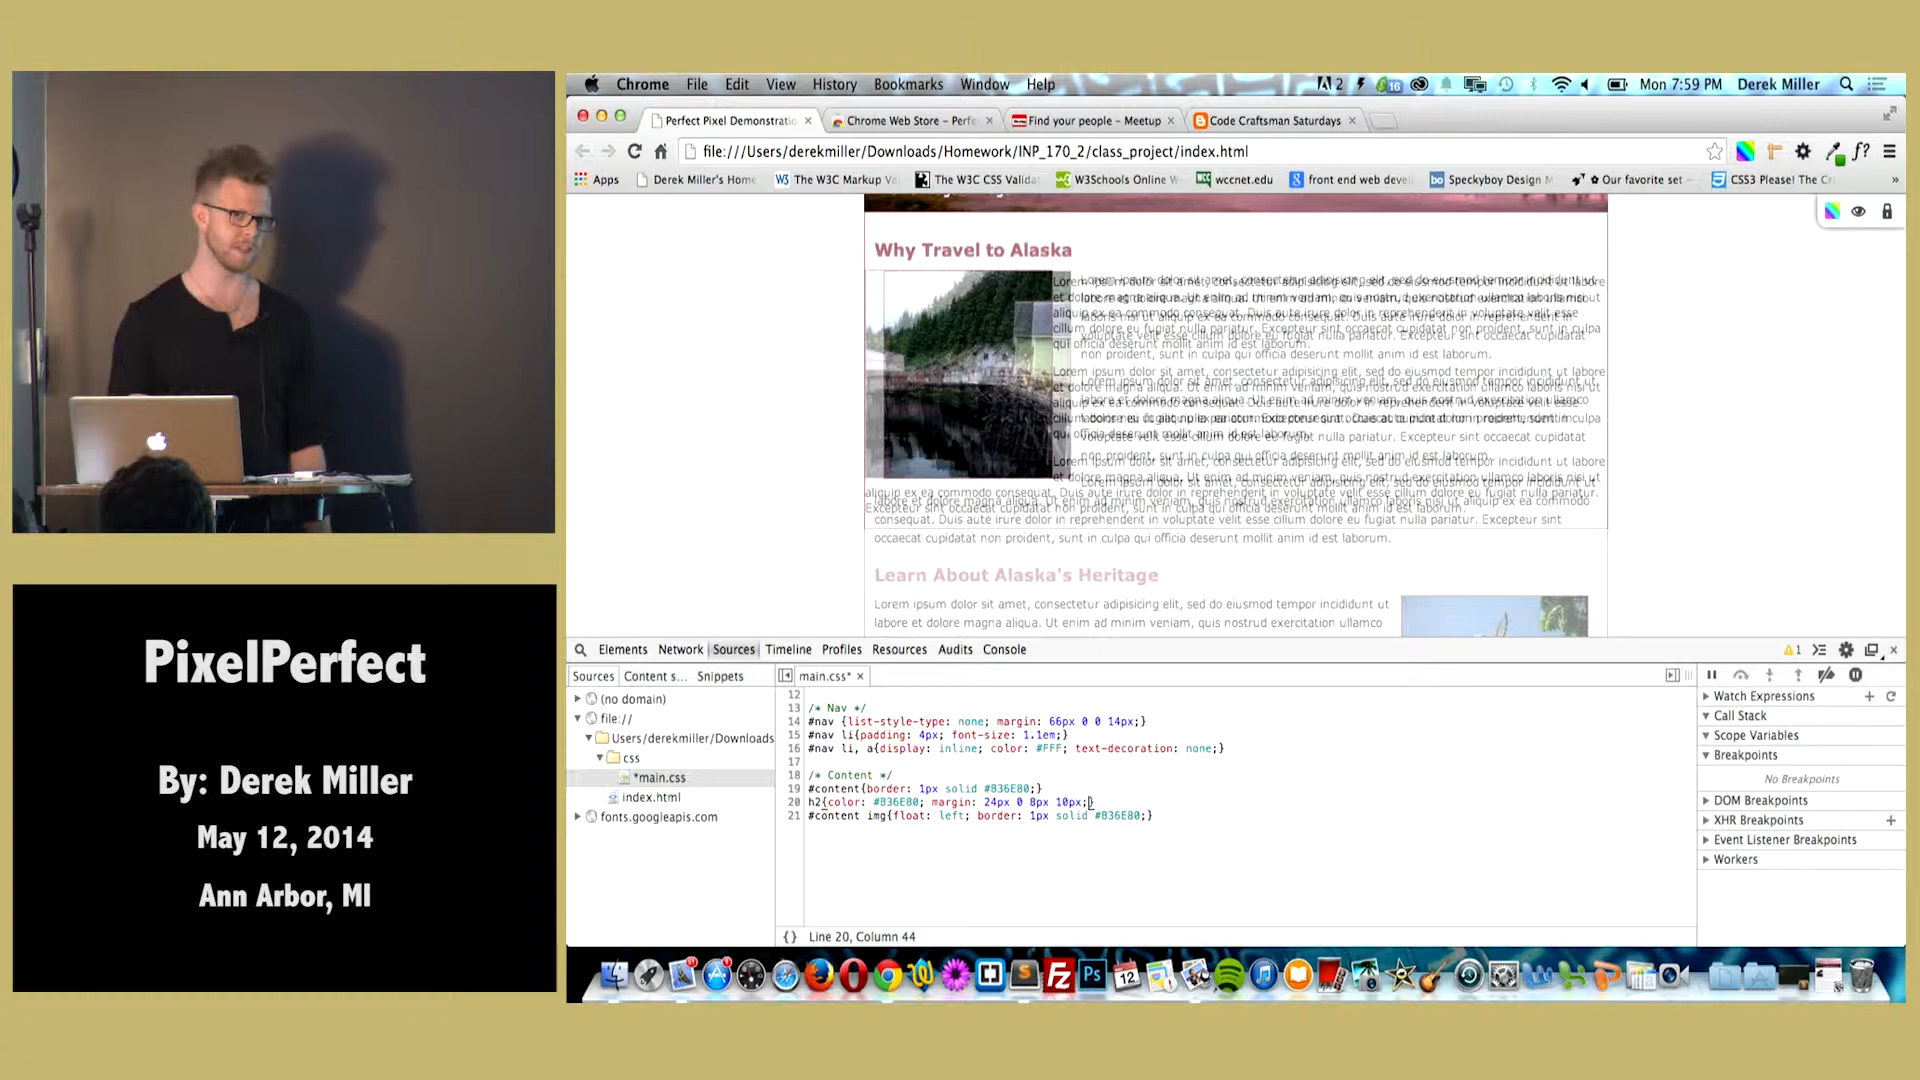 PixelPerfect
By: Derek Miller
May 12, 2014
Ann Arbor, MI
Chrome File Edit View History Bookmarks Window Help
2 16 Mon 7:59 PM Derek Miller
Perfect Pixel Demonstratio
Chrome Web Store - Perfe
Find your people - Meetup
Code Craftsman Saturdays
file:///Users/derekmiller/Downloads/Homework/INP_170_2/class_project/index.html
f?
Apps Derek Miller's Home The W3C Markup Va The W3C CSS Validat W3Schools Online W wccnet.edu front end web deve Speckyboy Design M Our favorite set CSS3 Please! The Cr »
Why Travel to Alaska
consequat. Duis aute irure dolor in reprehenderit in voluptate velit esse cillum dolore eu fugiat nulla pariatur. Excepteur sint
occaecat cupidatat non proident, sunt in culpa qui officia deserunt mollit anim id est laborum.
Learn About Alaska's Heritage
Lorem ipsum dolor sit amet, consectetur adipisicing elit, sed do eiusmod tempor incididunt ut
labore et dolore magna aliqua. Ut enim ad minim veniam, quis nostrud exercitation ullamco
Elements Network Sources Timeline Profiles Resources Audits Console
1
Sources Content s... Snippets
(no domain)
file://
Users/derekmiller/Downloads
css
*main.css
index.html
fonts.googleapis.com
main.css*
12
13 /* Nav */
14 #nav {list-style-type: none; margin: 66px 0 0 14px;}
15 #nav li{padding: 4px; font-size: 1.1em;}
16 #nav li, a{display: inline; color: #FFF; text-decoration: none;}
17
18 /* Content */
19 #content{border: 1px solid #B36E80;}
20 h2{color: #B36E80; margin: 24px 0 8px 10px;}
21 #content img{float: left; border: 1px solid #B36E80;}
{} Line 20, Column 44
Watch Expressions
Call Stack
Scope Variables
Breakpoints
No Breakpoints
DOM Breakpoints
XHR Breakpoints
Event Listener Breakpoints
Workers
Fz
Ps
12